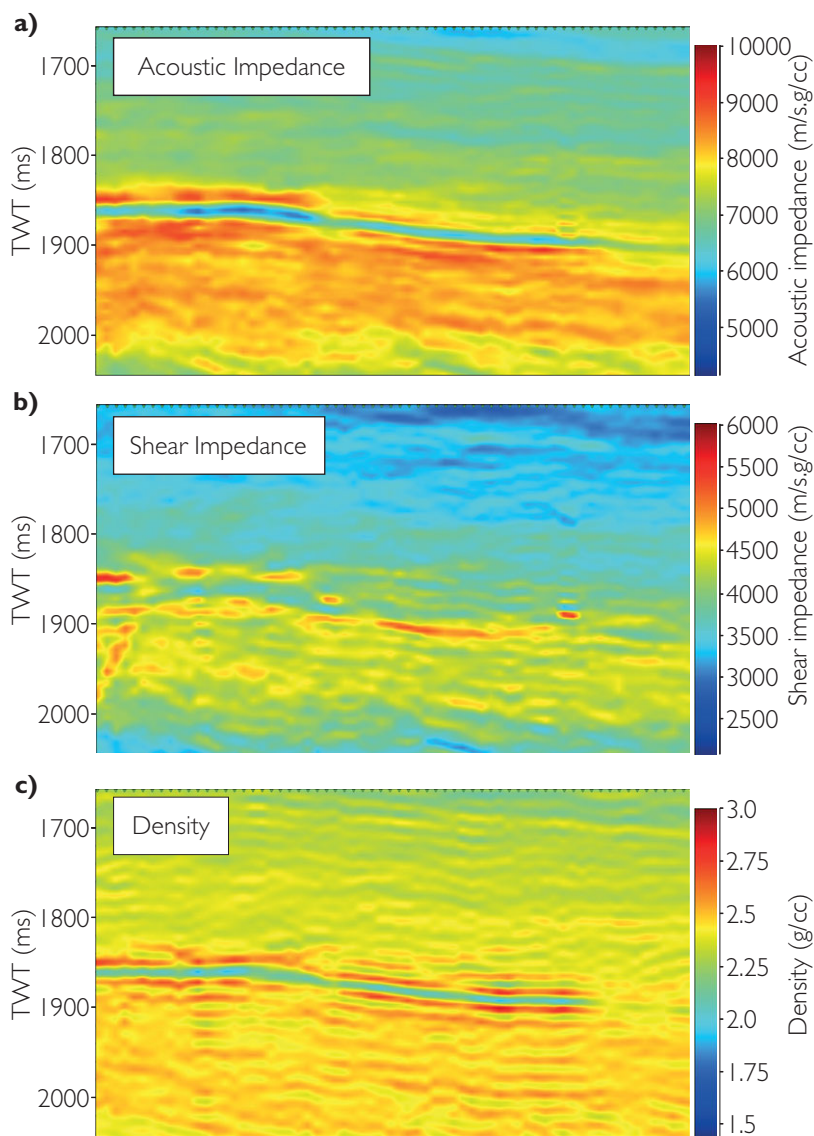 a)
Acoustic Impedance
TWT (ms)
1700
1800
1900
2000
10000
9000
8000
7000
6000
5000
Acoustic impedance (m/s.g/cc)
b)
Shear Impedance
TWT (ms)
1700
1800
1900
2000
6000
5500
5000
4500
4000
3500
3000
2500
Shear impedance (m/s.g/cc)
c)
Density
TWT (ms)
1700
1800
1900
2000
3.0
2.75
2.5
2.25
2.0
1.75
1.5
Density (g/cc)